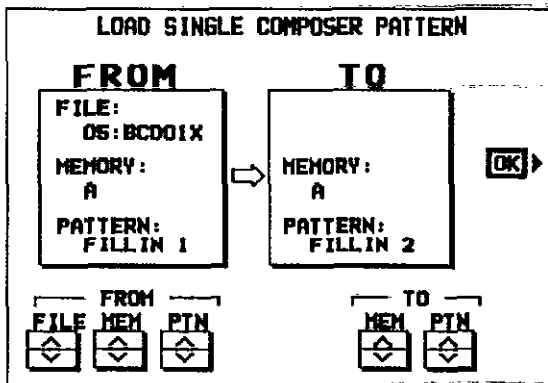 LOAD SINGLE COMPOSER PATTERN
FROM
TO
FILE:
05:BCD01X
MEMORY:
A
PATTERN:
FILLIN 1
MEMORY:
A
PATTERN:
FILLIN 2
OK
FROM
FILE MEM PTN
TO
MEM PTN